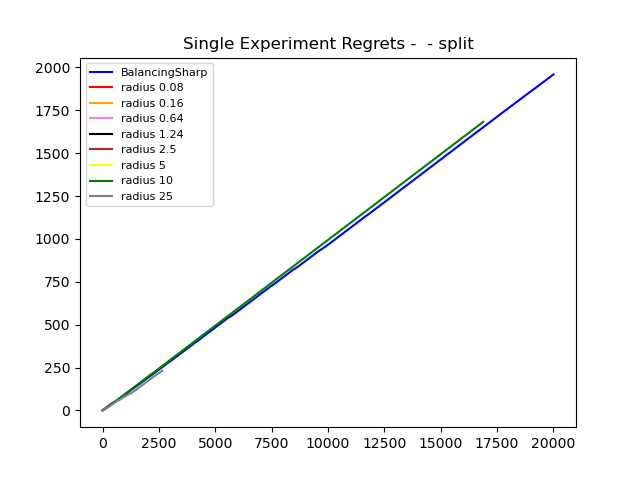 Single Experiment Regrets -  - split
2000
1750
1500
1250
1000
750
500
250
0
BalancingSharp
radius 0.08
radius 0.16
radius 0.64
radius 1.24
radius 2.5
radius 5
radius 10
radius 25
0 2500 5000 7500 10000 12500 15000 17500 20000